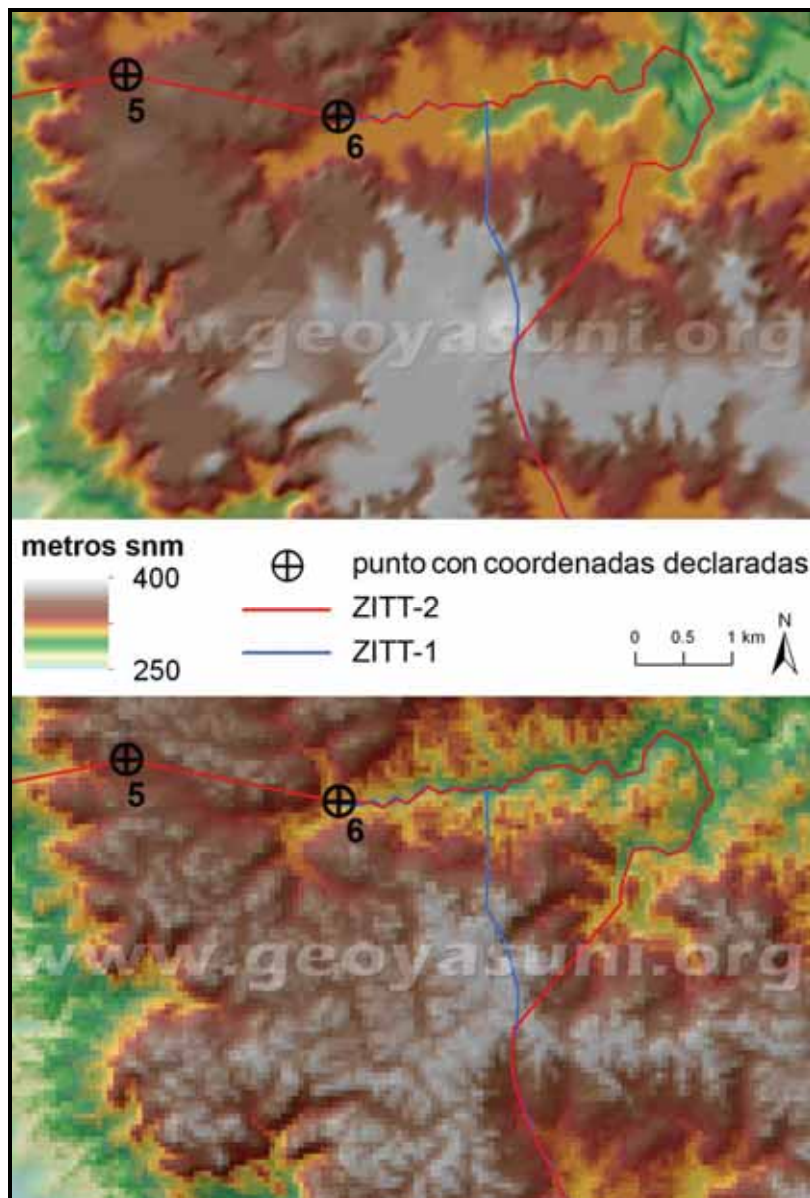 5
6
www.geoyasuni.org
metros snm
400
250
punto con coordenadas declaradas
ZITT-2
ZITT-1
0 0.5 1 km
N
5
6
www.geoyasuni.org